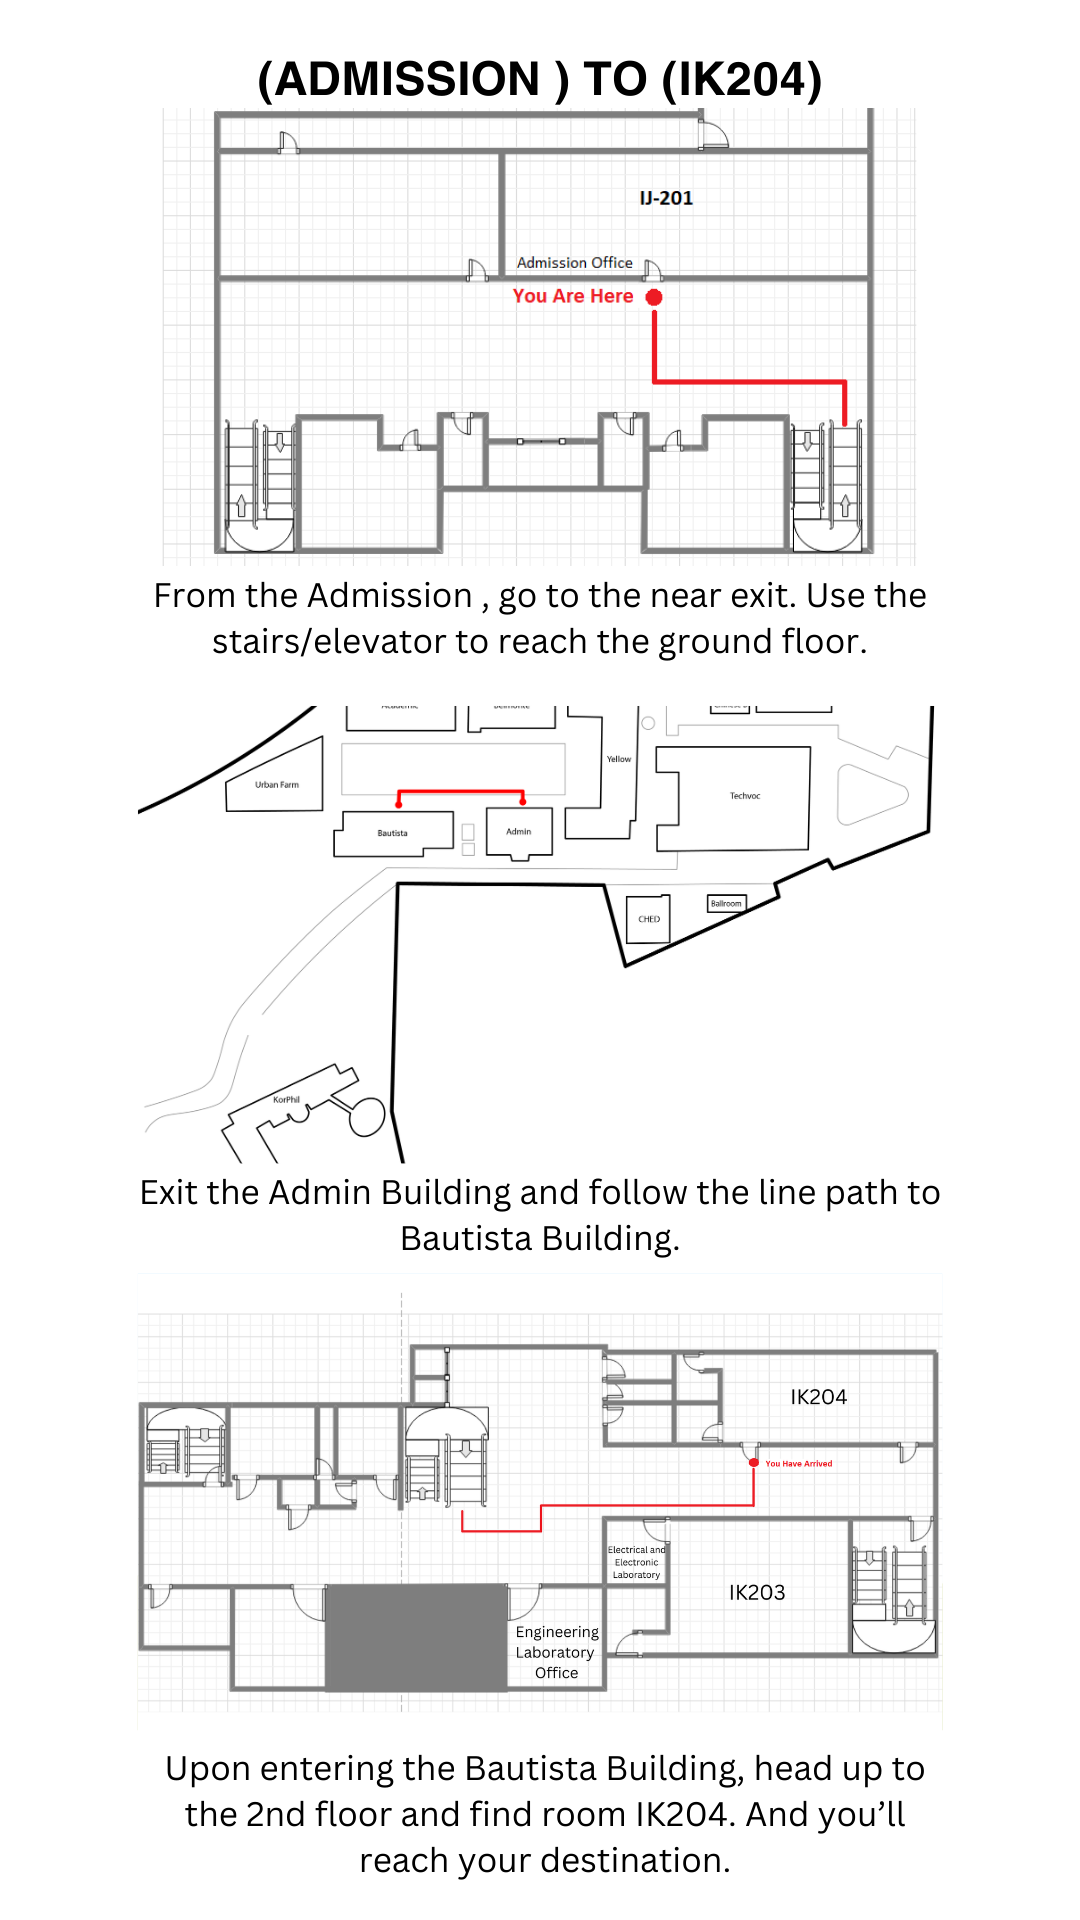 (ADMISSION ) TO (IK204)
IJ-201
Admission Office
You Are Here
From the Admission , go to the near exit. Use the
stairs/elevator to reach the ground floor.
Academic
Belmonte
Urban Farm
Yellow
Techvoc
Bautista
Admin
CHED
Ballroom
KorPhil
Exit the Admin Building and follow the line path to
Bautista Building.
IK204
You Have Arrived
Electrical and
Electronic
Laboratory
IK203
Engineering
Laboratory
Office
Upon entering the Bautista Building, head up to
the 2nd floor and find room IK204. And you’ll
reach your destination.